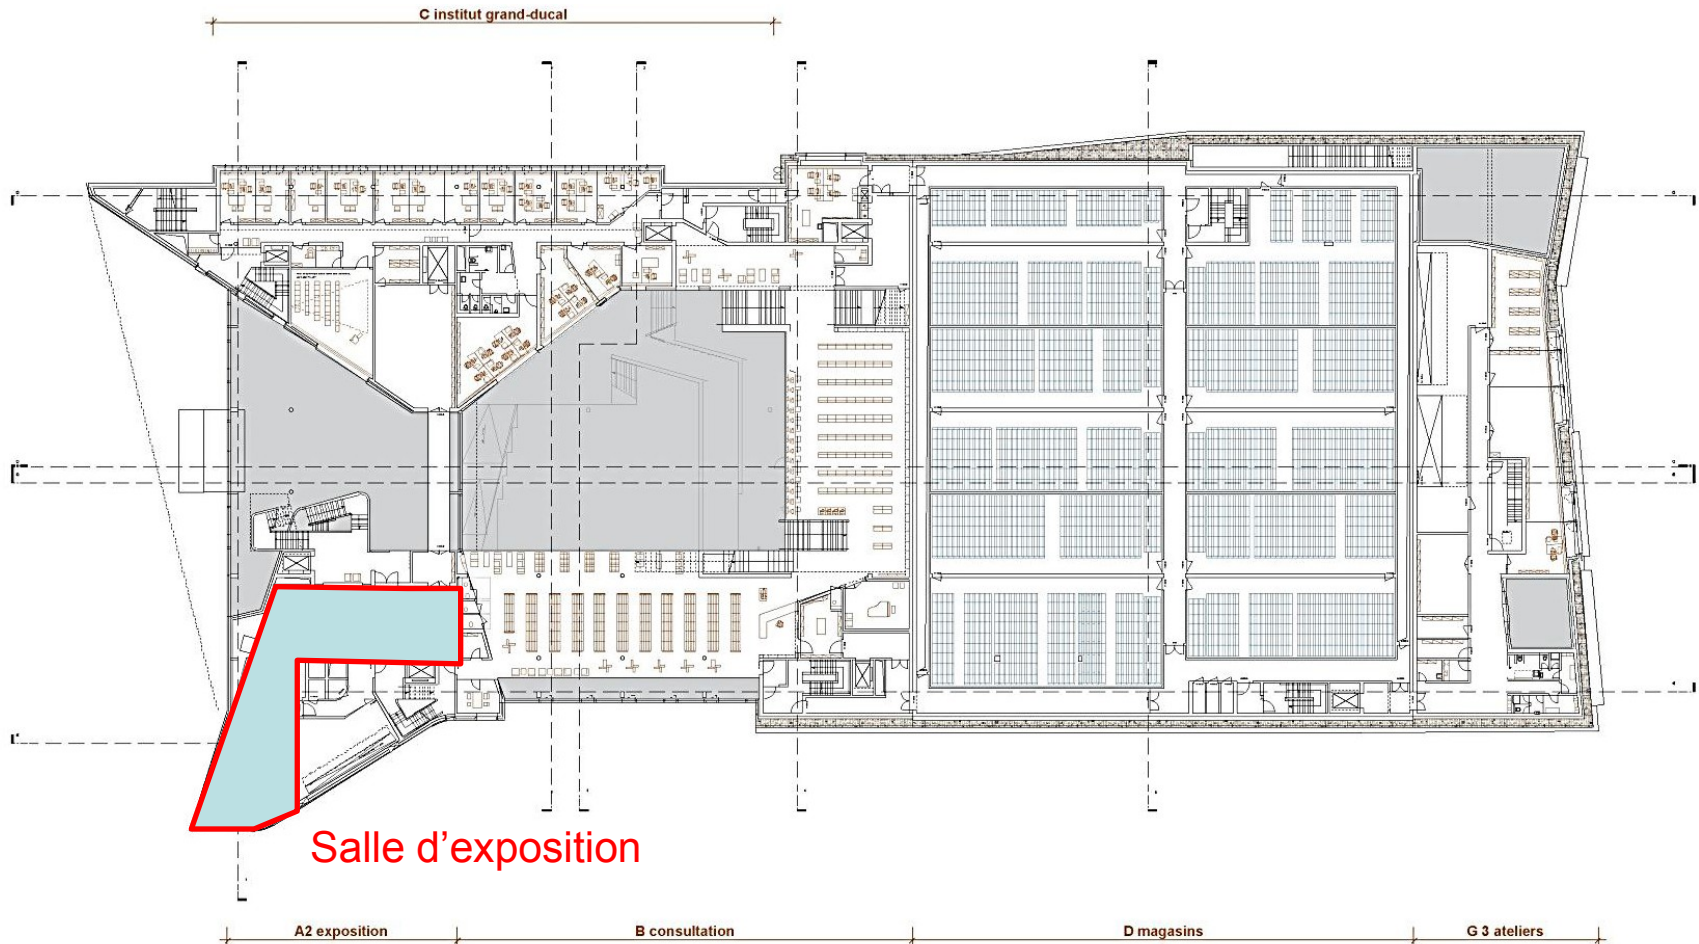 C institut grand-ducal
Salle d’exposition
A2 exposition
B consultation
D magasins
G 3 ateliers